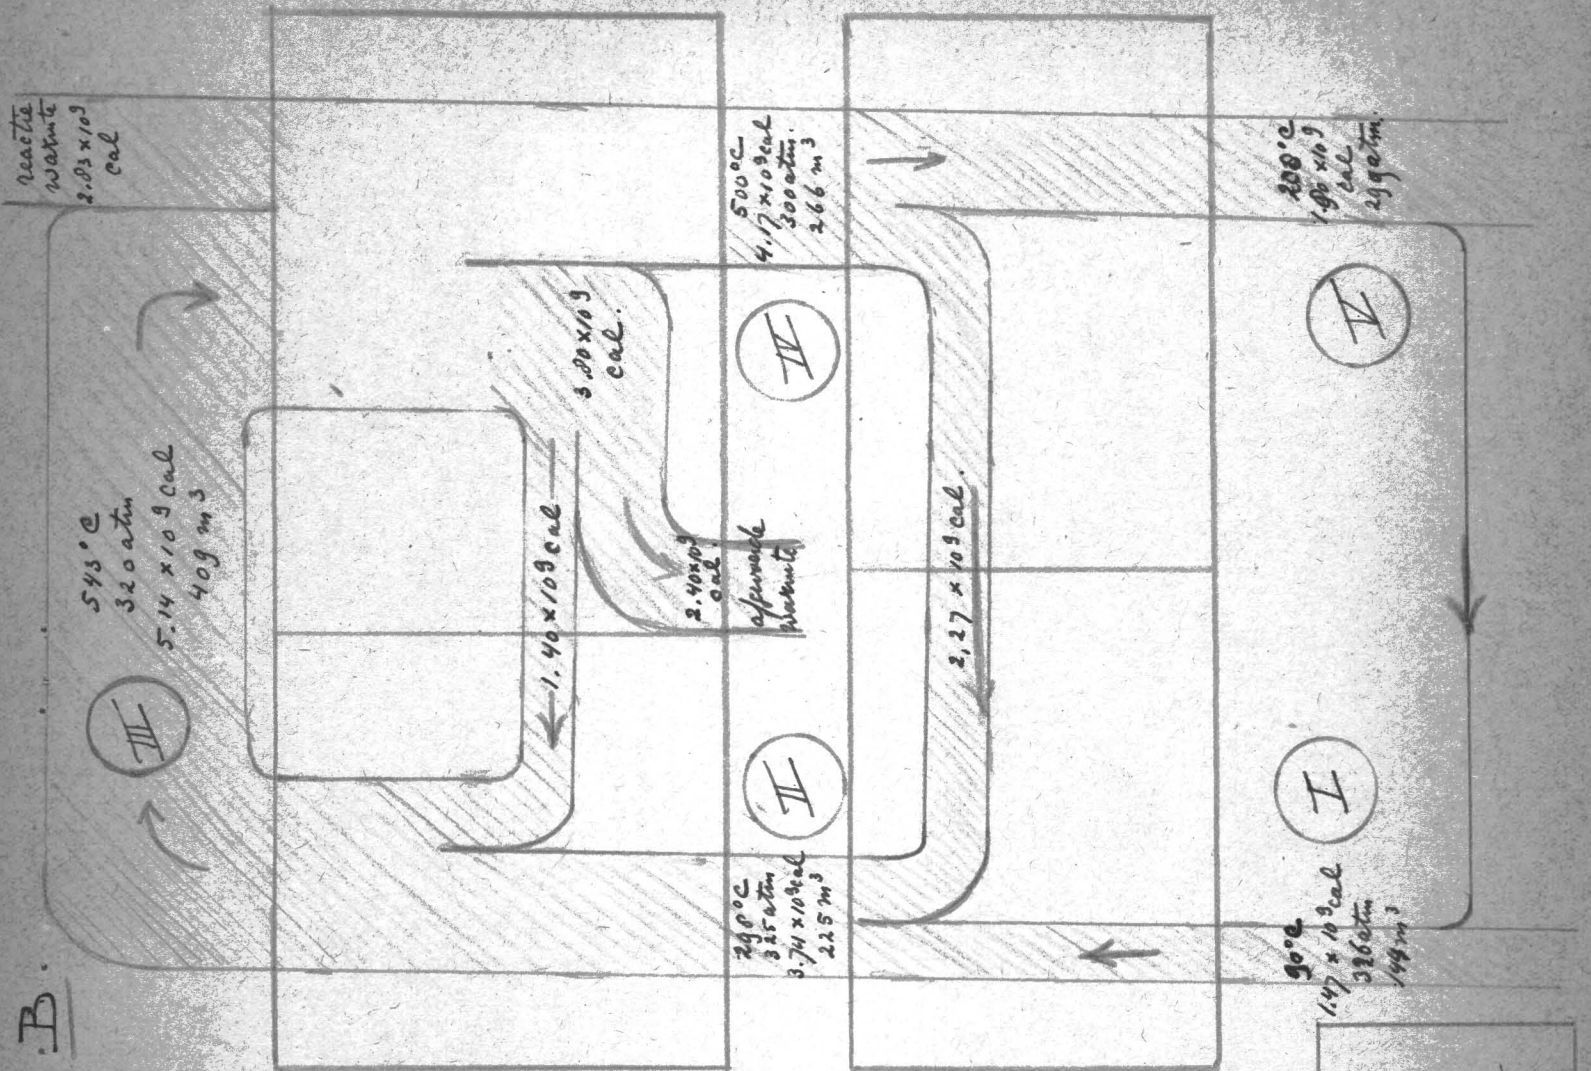 B.
reactie
warmte
2.83 x 10⁹
cal
543 °C
320 atm
5.14 x 10⁹ cal
409 m³
III
3.80 x 10⁹
cal.
1.40 x 10⁹ cal
2.40 x 10⁹
cal.
warmte
500 °C
4.17 x 10⁹ cal
300 atm.
266 m³
IV
II
298 °C
325 atm
3.74 x 10⁹ cal
225 m³
2,27 x 10⁹ cal.
200 °C
1.90 x 10⁹
cal
299 atm.
V
I
90 °C
1.47 x 10⁹ cal
326 atm
149 m³